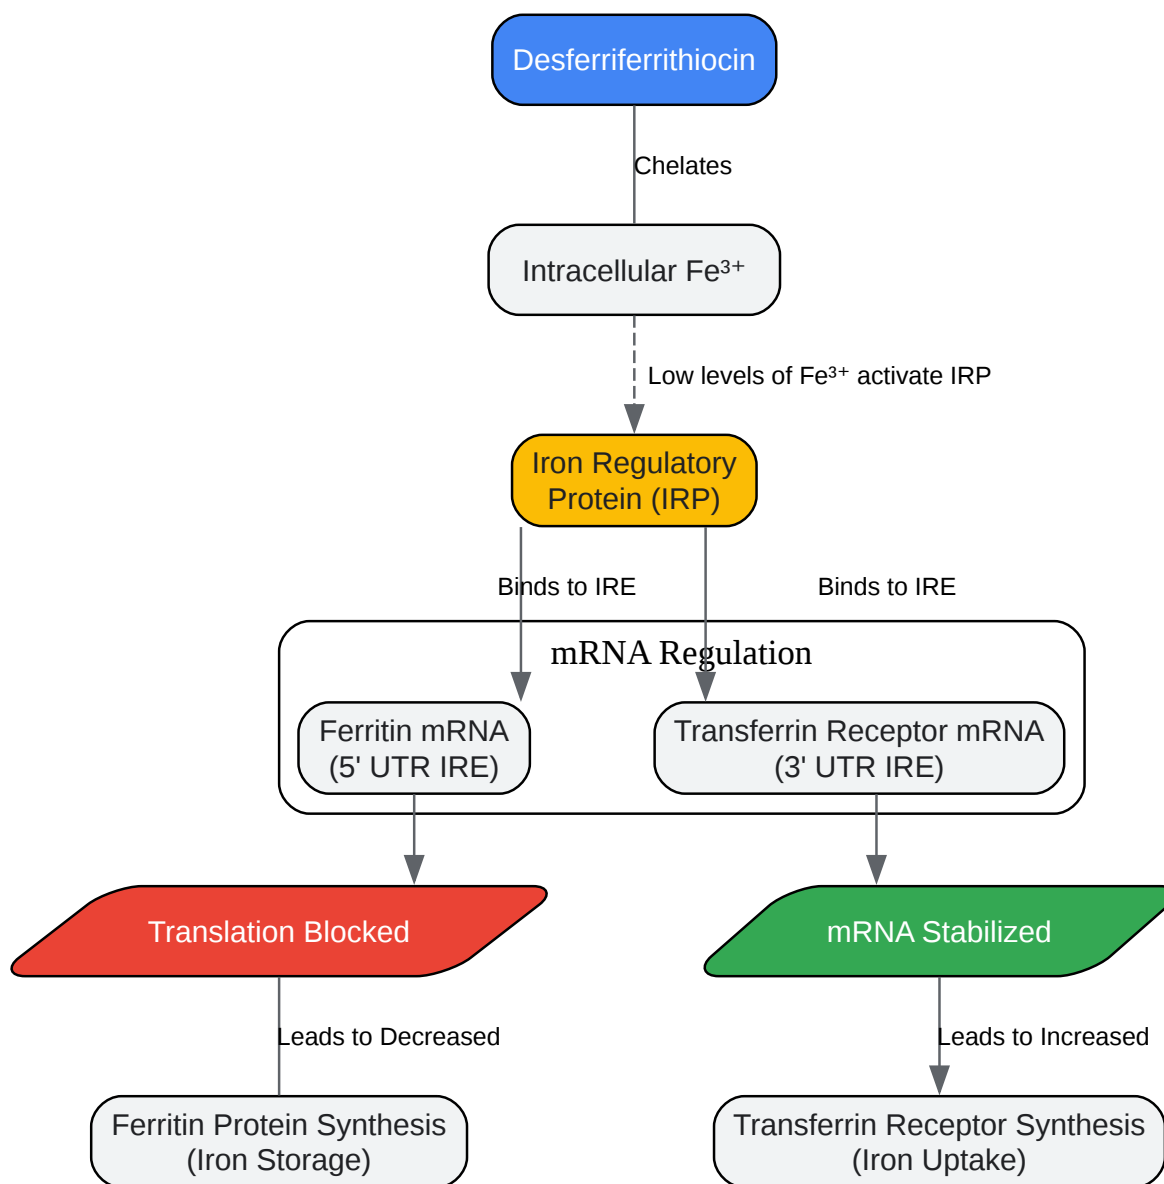 Desferriferrithiocin
Chelates
Intracellular Fe³⁺
Low levels of Fe³⁺ activate IRP
Iron Regulatory
Protein (IRP)
Binds to IRE
Binds to IRE
mRNA Regulation
Ferritin mRNA
(5' UTR IRE)
Transferrin Receptor mRNA
(3' UTR IRE)
Translation Blocked
mRNA Stabilized
Leads to Decreased
Leads to Increased
Ferritin Protein Synthesis
(Iron Storage)
Transferrin Receptor Synthesis
(Iron Uptake)